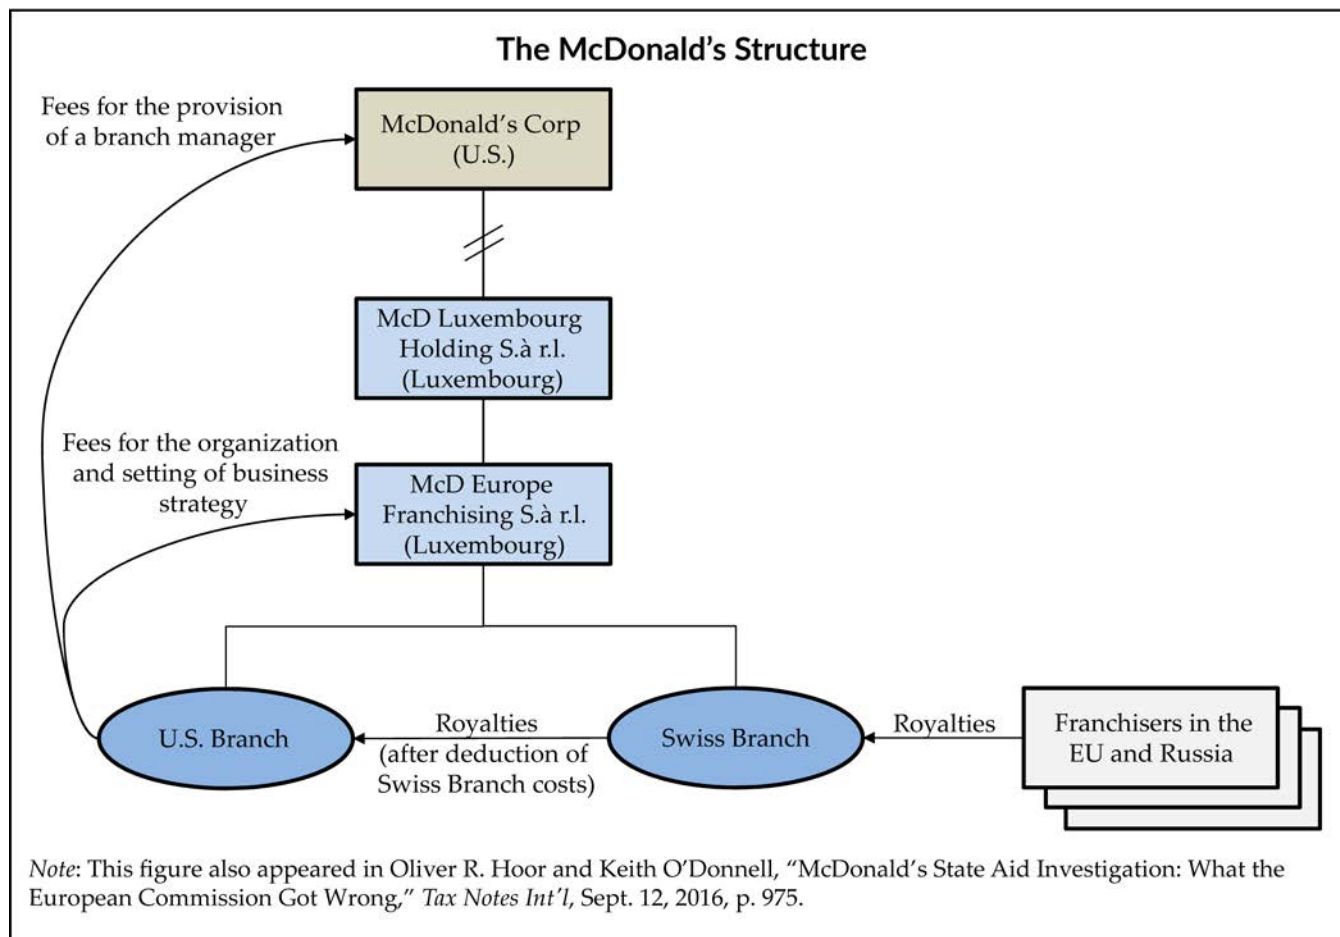 The McDonald's Structure
Fees for the provision
of a branch manager
McDonald's Corp
(U.S.)
McD Luxembourg
Holding S.à r.l.
(Luxembourg)
Fees for the organization
and setting of business
strategy
McD Europe
Franchising S.à r.l.
(Luxembourg)
U.S. Branch
Royalties
(after deduction of
Swiss Branch costs)
Swiss Branch
Royalties
Franchisers in the
EU and Russia
Note: This figure also appeared in Oliver R. Hoor and Keith O'Donnell, “McDonald's State Aid Investigation: What the
European Commission Got Wrong,” Tax Notes Int'l, Sept. 12, 2016, p. 975.